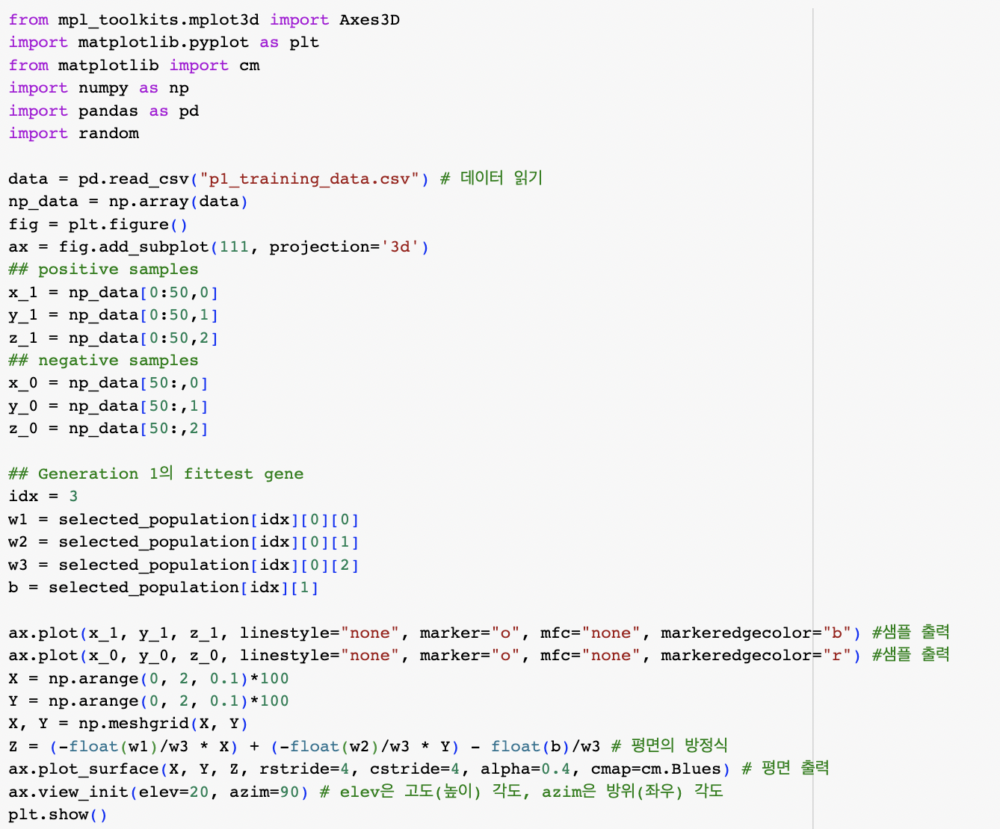 from mpl_toolkits.mplot3d import Axes3D
import matplotlib.pyplot as plt
from matplotlib import cm
import numpy as np
import pandas as pd
import random

data = pd.read_csv("p1_training_data.csv") # 데이터 읽기
np_data = np.array(data)
fig = plt.figure()
ax = fig.add_subplot(111, projection='3d')
## positive samples
x_1 = np_data[0:50,0]
y_1 = np_data[0:50,1]
z_1 = np_data[0:50,2]
## negative samples
x_0 = np_data[50:,0]
y_0 = np_data[50:,1]
z_0 = np_data[50:,2]

## Generation 1의 fittest gene
idx = 3
w1 = selected_population[idx][0][0]
w2 = selected_population[idx][0][1]
w3 = selected_population[idx][0][2]
b = selected_population[idx][1]

ax.plot(x_1, y_1, z_1, linestyle="none", marker="o", mfc="none", markeredgecolor="b") #샘플 출력
ax.plot(x_0, y_0, z_0, linestyle="none", marker="o", mfc="none", markeredgecolor="r") #샘플 출력
X = np.arange(0, 2, 0.1)*100
Y = np.arange(0, 2, 0.1)*100
X, Y = np.meshgrid(X, Y)
Z = (-float(w1)/w3 * X) + (-float(w2)/w3 * Y) - float(b)/w3 # 평면의 방정식
ax.plot_surface(X, Y, Z, rstride=4, cstride=4, alpha=0.4, cmap=cm.Blues) # 평면 출력
ax.view_init(elev=20, azim=90) # elev은 고도(높이) 각도, azim은 방위(좌우) 각도
plt.show()